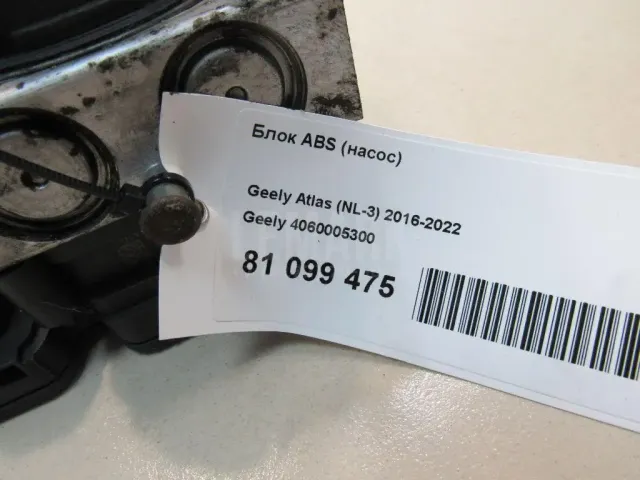 Блок ABS (насос)
Geely Atlas (NL-3) 2016-2022
Geely 4060005300
81 099 475